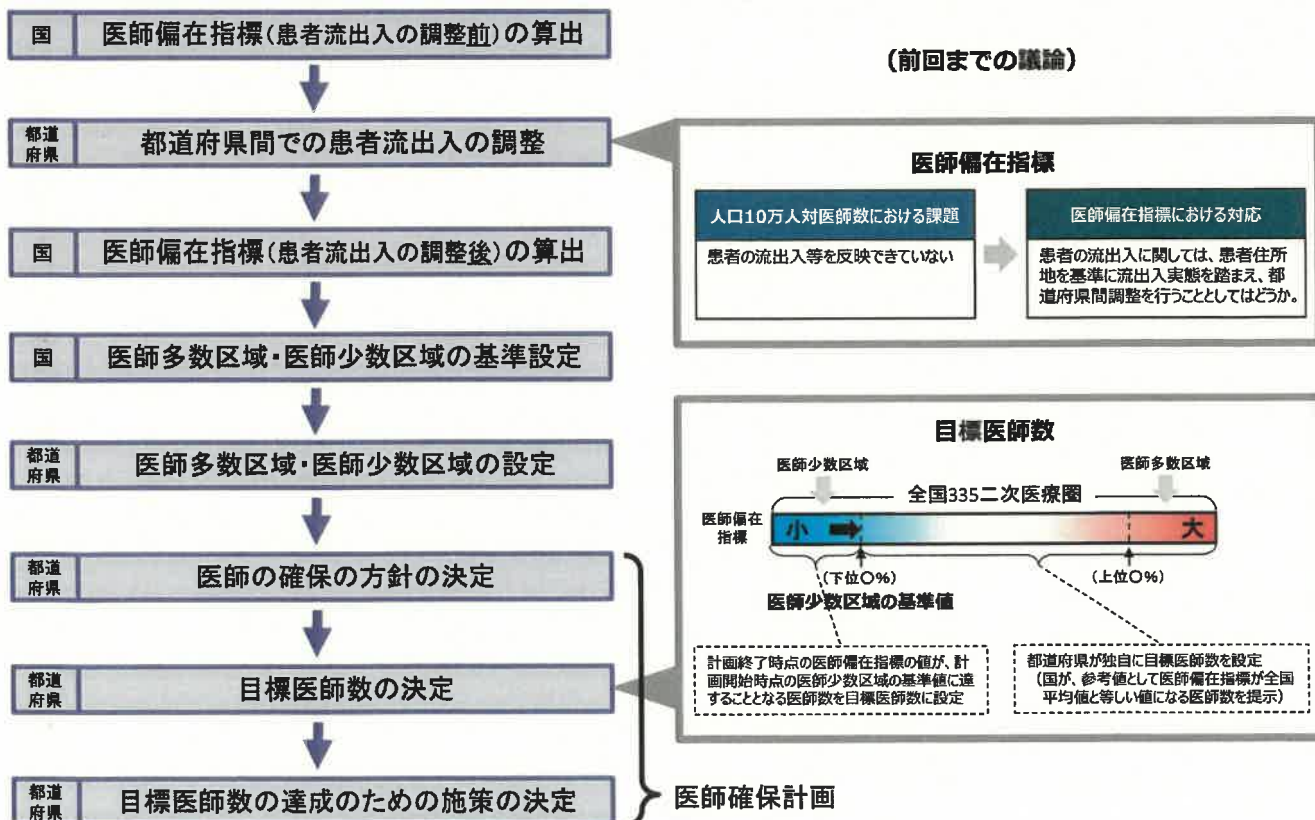 国 医師偏在指標(患者流出入の調整前)の算出
都道
府県
都道府県間での患者流出入の調整
国 医師偏在指標(患者流出入の調整後)の算出
国 医師多数区域・医師少数区域の基準設定
都道
府県
医師多数区域・医師少数区域の設定
都道
府県
医師の確保の方針の決定
都道
府県
目標医師数の決定
都道
府県
目標医師数の達成のための施策の決定
医師確保計画
(前回までの議論)
医師偏在指標
人口10万人対医師数における課題
患者の流出入等を反映できていない
医師偏在指標における対応
患者の流出入に関しては、患者住所
地を基準に流出入実態を踏まえ、都
道府県間調整を行うこととしてはどうか。
目標医師数
医師少数区域
医師多数区域
全国335二次医療圏
医師偏在
指標
小
大
(下位〇%)
(上位〇%)
医師少数区域の基準値
計画終了時点の医師偏在指標の値が、計
画開始時点の医師少数区域の基準値に達
することとなる医師数を目標医師数に設定
都道府県が独自に目標医師数を設定
(国が、参考値として医師偏在指標が全国
平均値と等しい値になる医師数を提示)